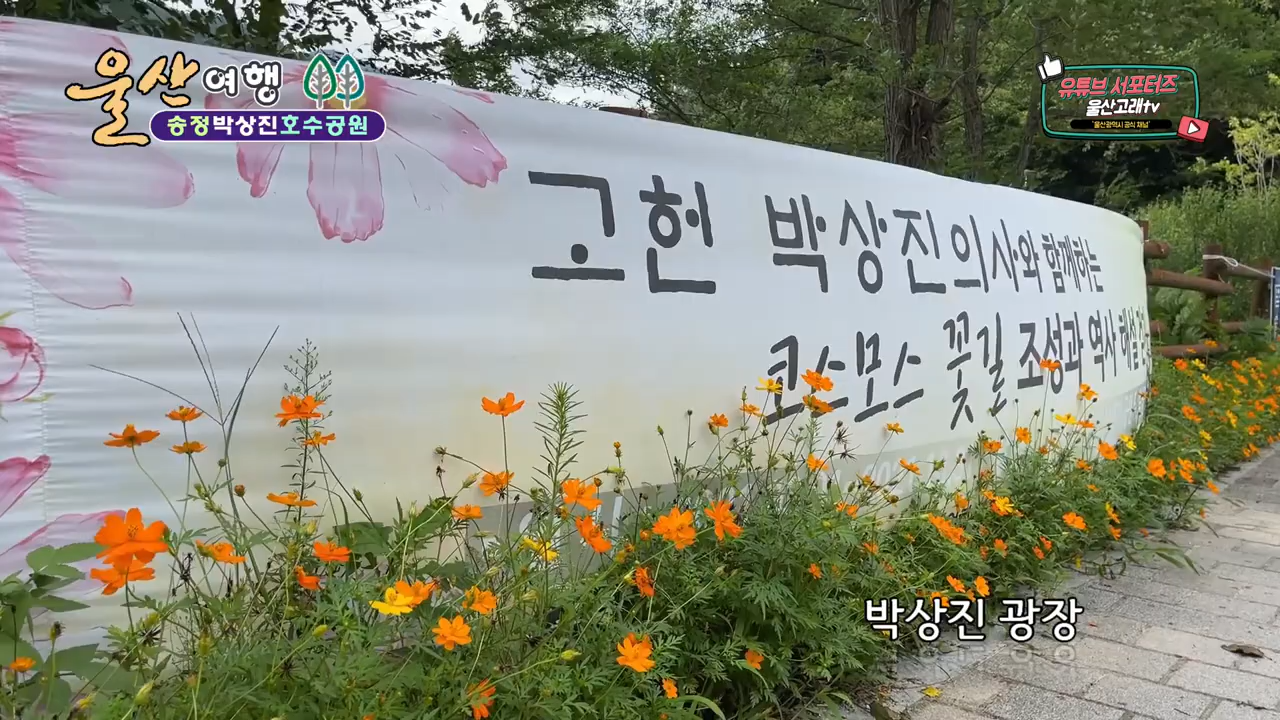 울산여행
송정박상진호수공원
유튜브 서포터즈
울산고래tv
'울산광역시 공식 채널'
고헌 박상진의사와 함께하는
코스모스 꽃길 조성과 역사 해설
박상진 광장